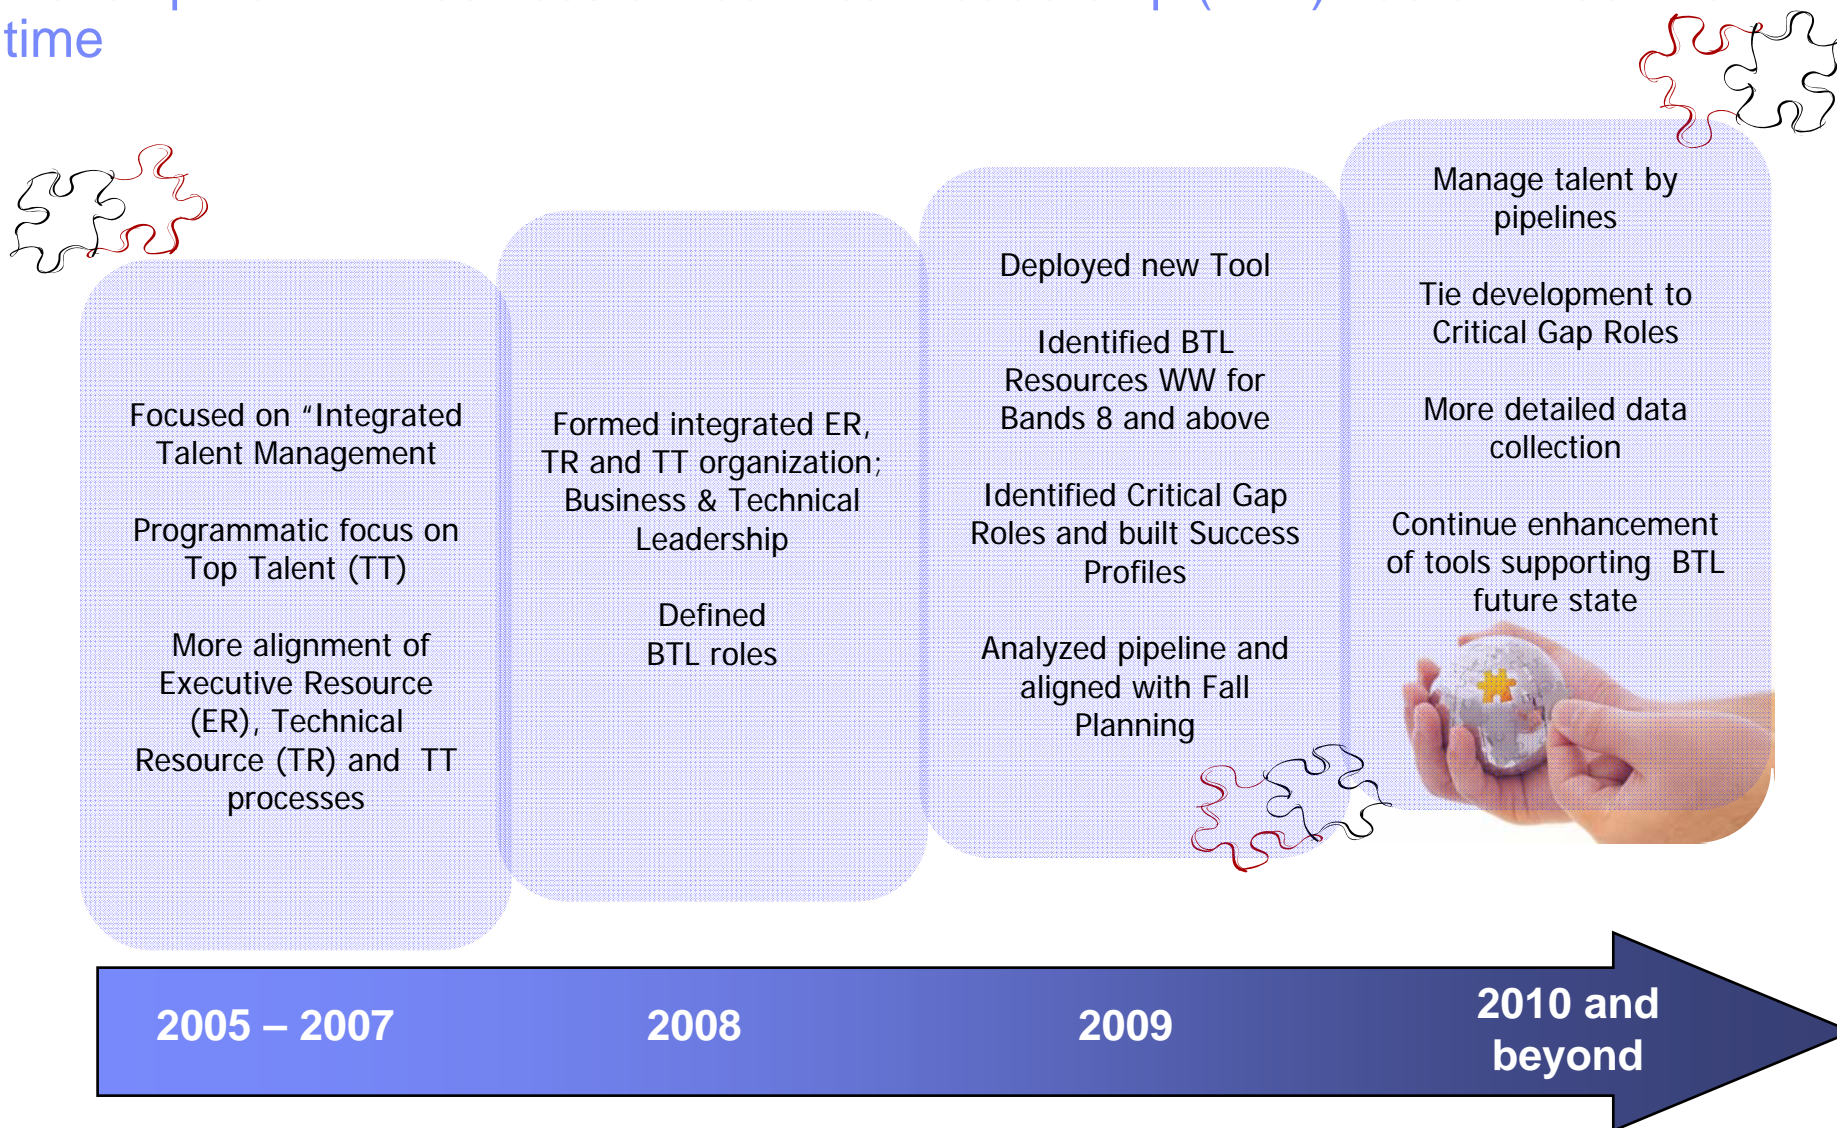 time
Focused on “Integrated
Talent Management
Programmatic focus on
Top Talent (TT)
More alignment of
Executive Resource
(ER), Technical
Resource (TR) and  TT
processes
Formed integrated ER,
TR and TT organization;
Business & Technical
Leadership
Defined
BTL roles
Deployed new Tool
Identified BTL
Resources WW for
Bands 8 and above
Identified Critical Gap
Roles and built Success
Profiles
Analyzed pipeline and
aligned with Fall
Planning
Manage talent by
pipelines
Tie development to
Critical Gap Roles
More detailed data
collection
Continue enhancement
of tools supporting  BTL
future state
2005 – 2007
2008
2009
2010 and
beyond